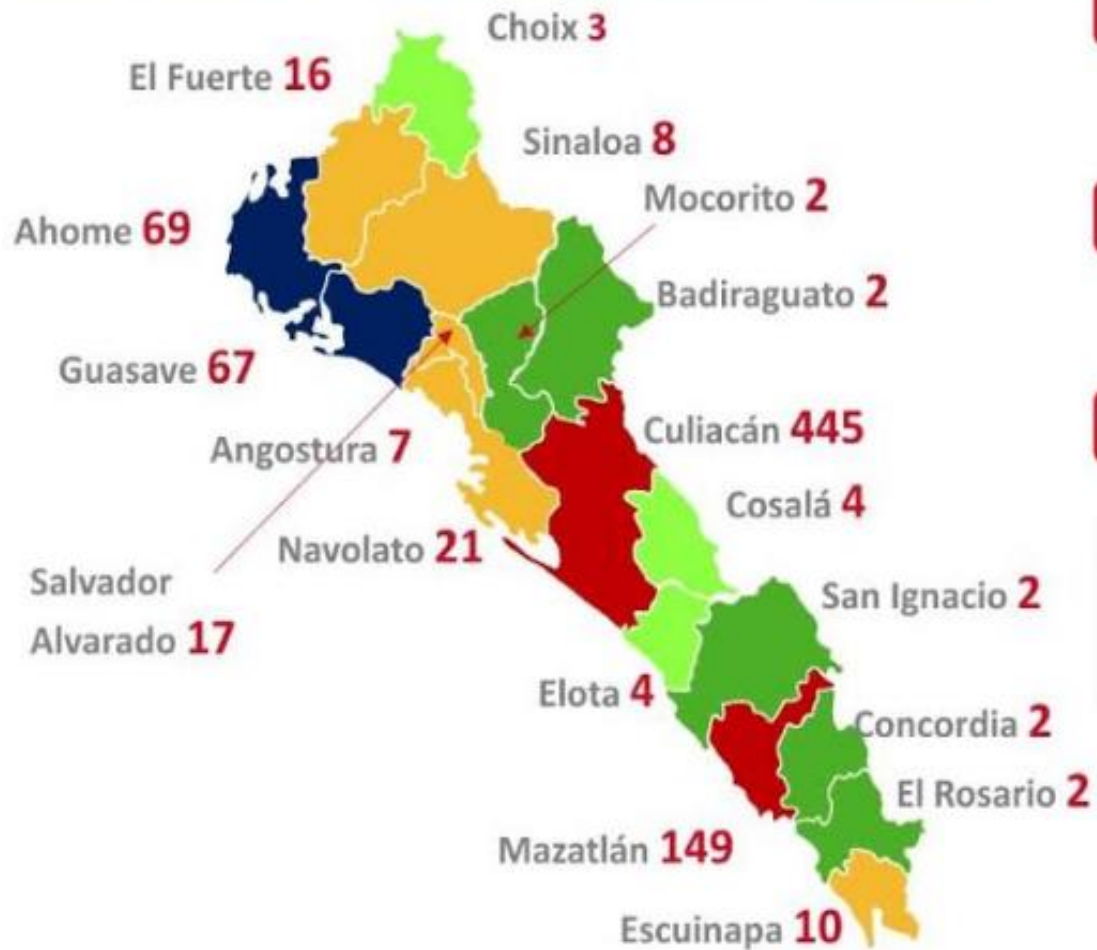 Choix 3
El Fuerte 16
Sinaloa 8
Mocorito 2
Ahome 69
Badiraguato 2
Guasave 67
Culiacán 445
Angostura 7
Cosalá 4
Navolato 21
Salvador
Alvarado 17
San Ignacio 2
Elota 4
Concordia 2
El Rosario 2
Mazatlán 149
Escuinapa 10